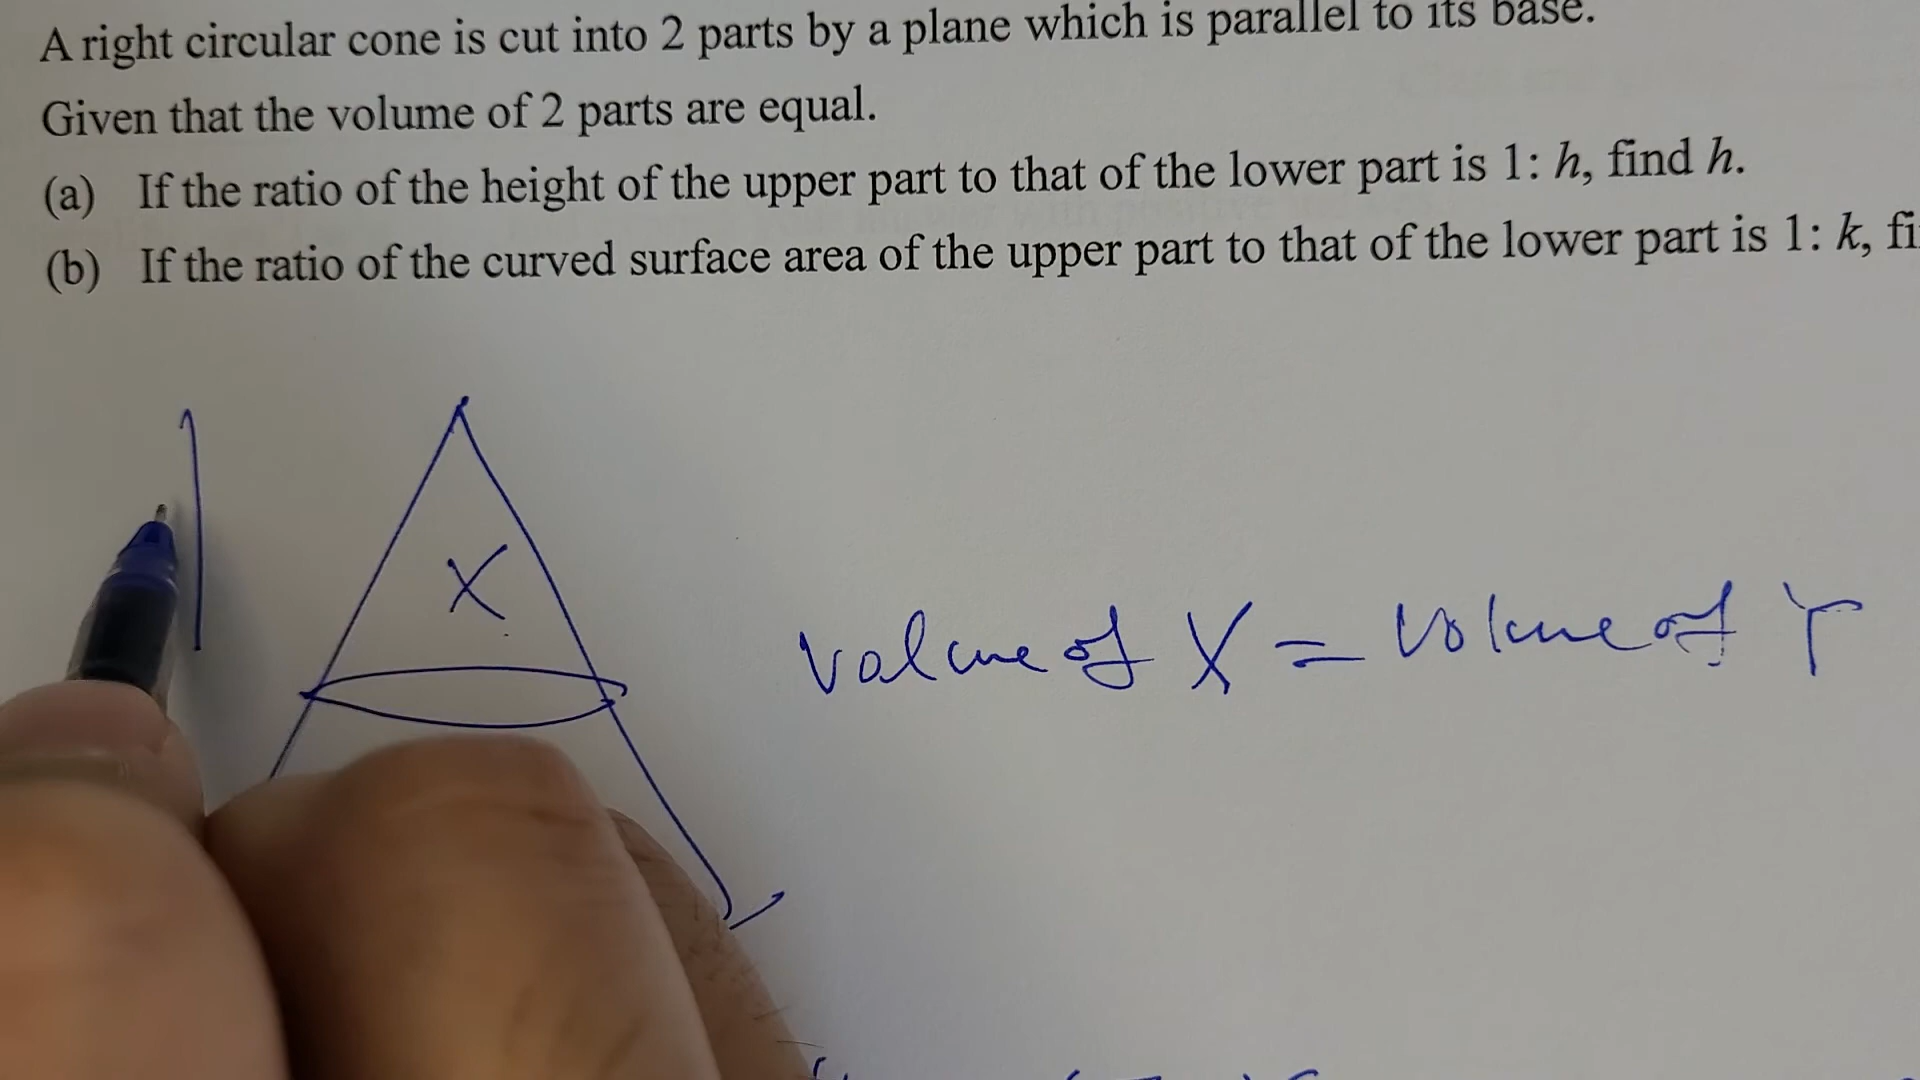 A right circular cone is cut into 2 parts by a plane which is parallel to its base.
Given that the volume of 2 parts are equal.
(a) If the ratio of the height of the upper part to that of the lower part is 1: h, find h.
(b) If the ratio of the curved surface area of the upper part to that of the lower part is 1: k, fi
X
Volume of X = Volume of Y